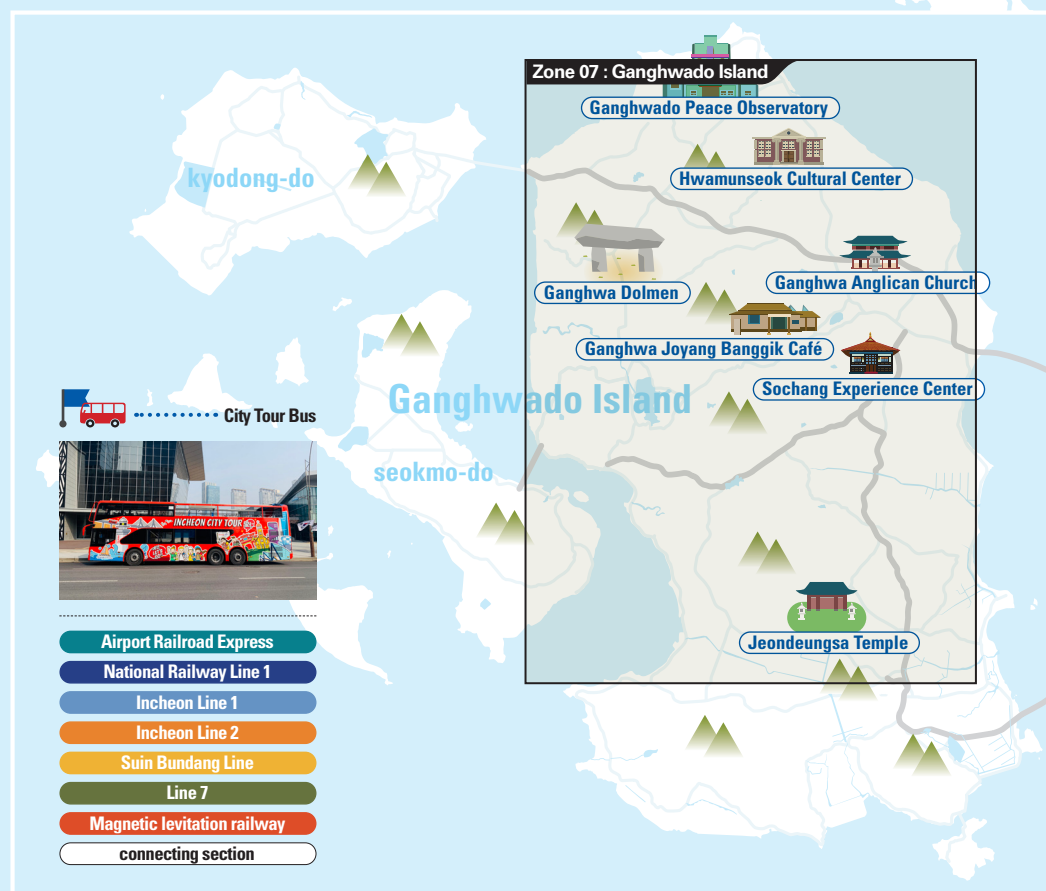 Zone 07 : Ganghwado Island
Ganghwado Peace Observatory
Hwamunseok Cultural Center
kyodong-do
Ganghwa Anglican Church
Ganghwa Dolmen
Ganghwa Joyang Banggik Café
Sochang Experience Center
Ganghwado Island
City Tour Bus
seokmo-do
INCHEON CITY TOUR
Jeondeungsa Temple
Airport Railroad Express
National Railway Line 1
Incheon Line 1
Incheon Line 2
Suin Bundang Line
Line 7
Magnetic levitation railway
connecting section